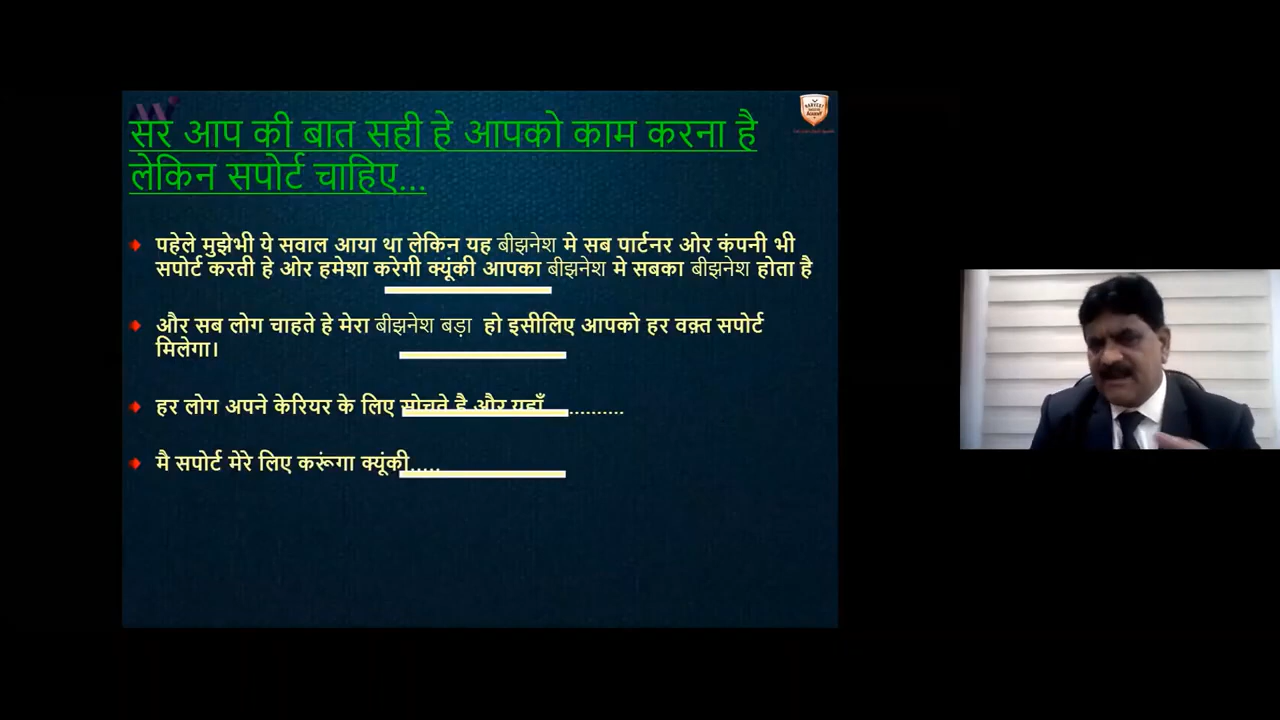 सर आप की बात सही हे आपको काम करना है
लेकिन सपोर्ट चाहिए...
पहेले मुझेभी ये सवाल आया था लेकिन यह बीझनेश मे सब पार्टनर ओर कंपनी भी
सपोर्ट करती हे ओर हमेशा करेगी क्यूंकी आपका बीझनेश मे सबका बीझनेश होता है
और सब लोग चाहते हे मेरा बीझनेश बड़ा हो इसीलिए आपको हर वक़्त सपोर्ट
मिलेगा।
हर लोग अपने केरियर के लिए सोचते है और यहाँ..........
मै सपोर्ट मेरे लिए करूंगा क्यूंकी.....
HARVEST